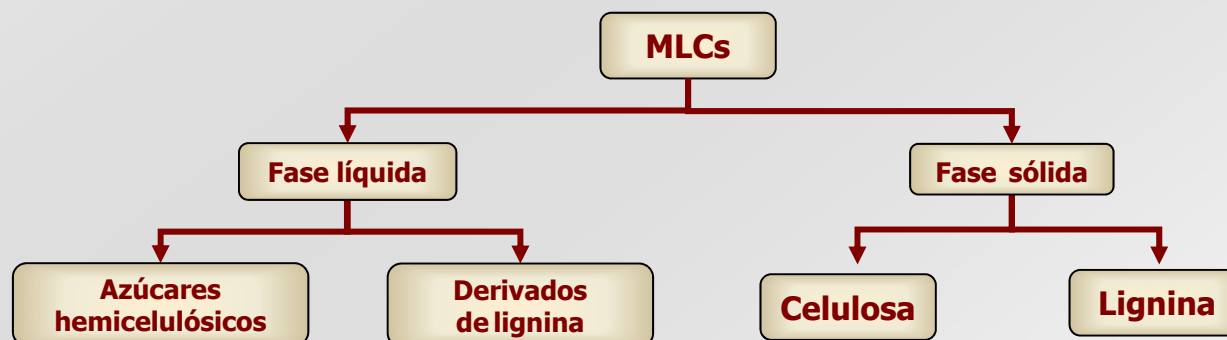 MLCs
Fase líquida
Fase sólida
Azúcares
hemicelulósicos
Derivados
de lignina
Celulosa
Lignina